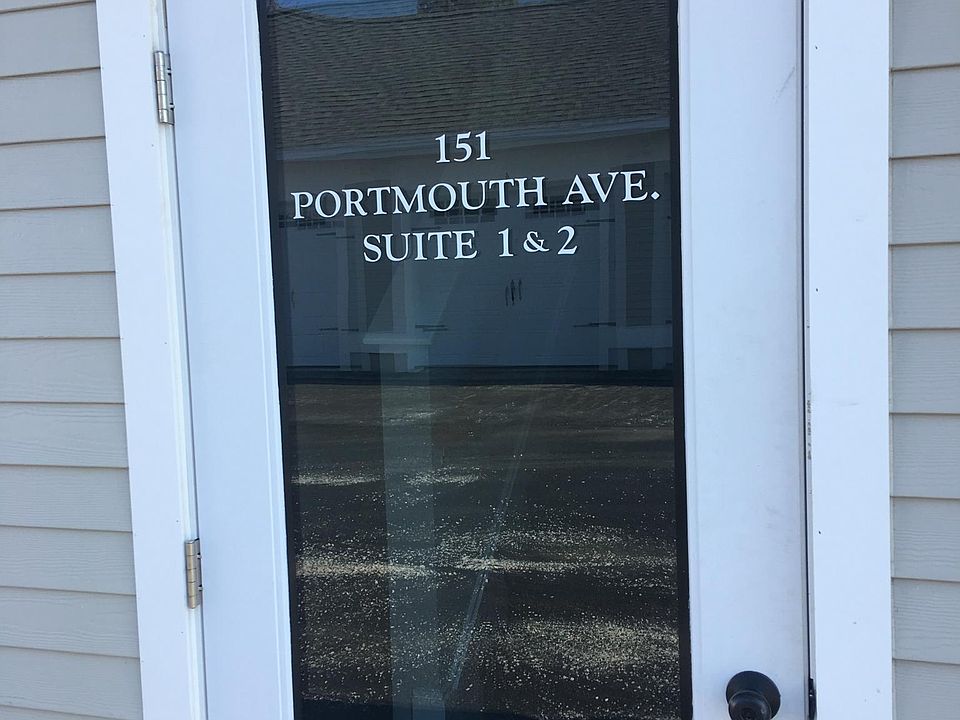 151
PORTMOUTH AVE.
SUITE 1 & 2